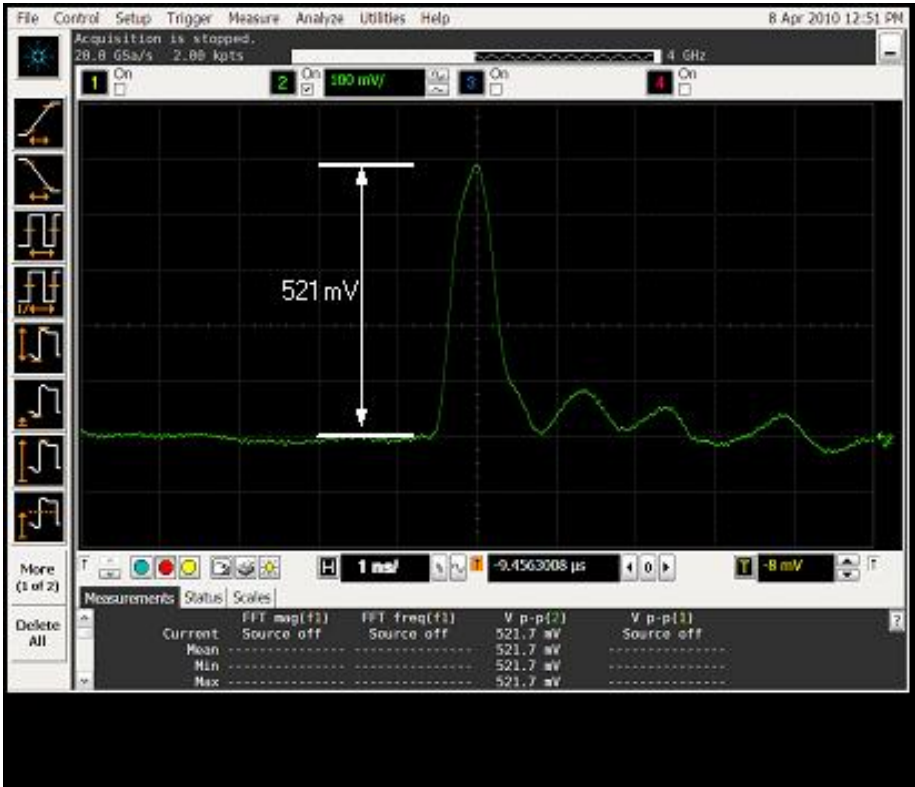 File Control Setup Trigger Measure Analyze Utilities Help 8 Apr 2010 12:51 PM
Acquisition is stopped.
20.0 GSa/s 2.00 kpts 4 GHz
1 On 2 On 100 mV/ 3 On 4 On
521 mV
More
(1 of 2)
Delete
All
H 1 ns/ T -9.4563008 µs 0 T -8 mV T
Measurements Status Scales
FFT mag(f1) FFT freq(f1) V p-p(2) V p-p(1)
Current Source off Source off 521.7 mV Source off
Mean --------------- --------------- 521.7 mV ---------------
Min --------------- --------------- 521.7 mV ---------------
Max --------------- --------------- 521.7 mV ---------------
?